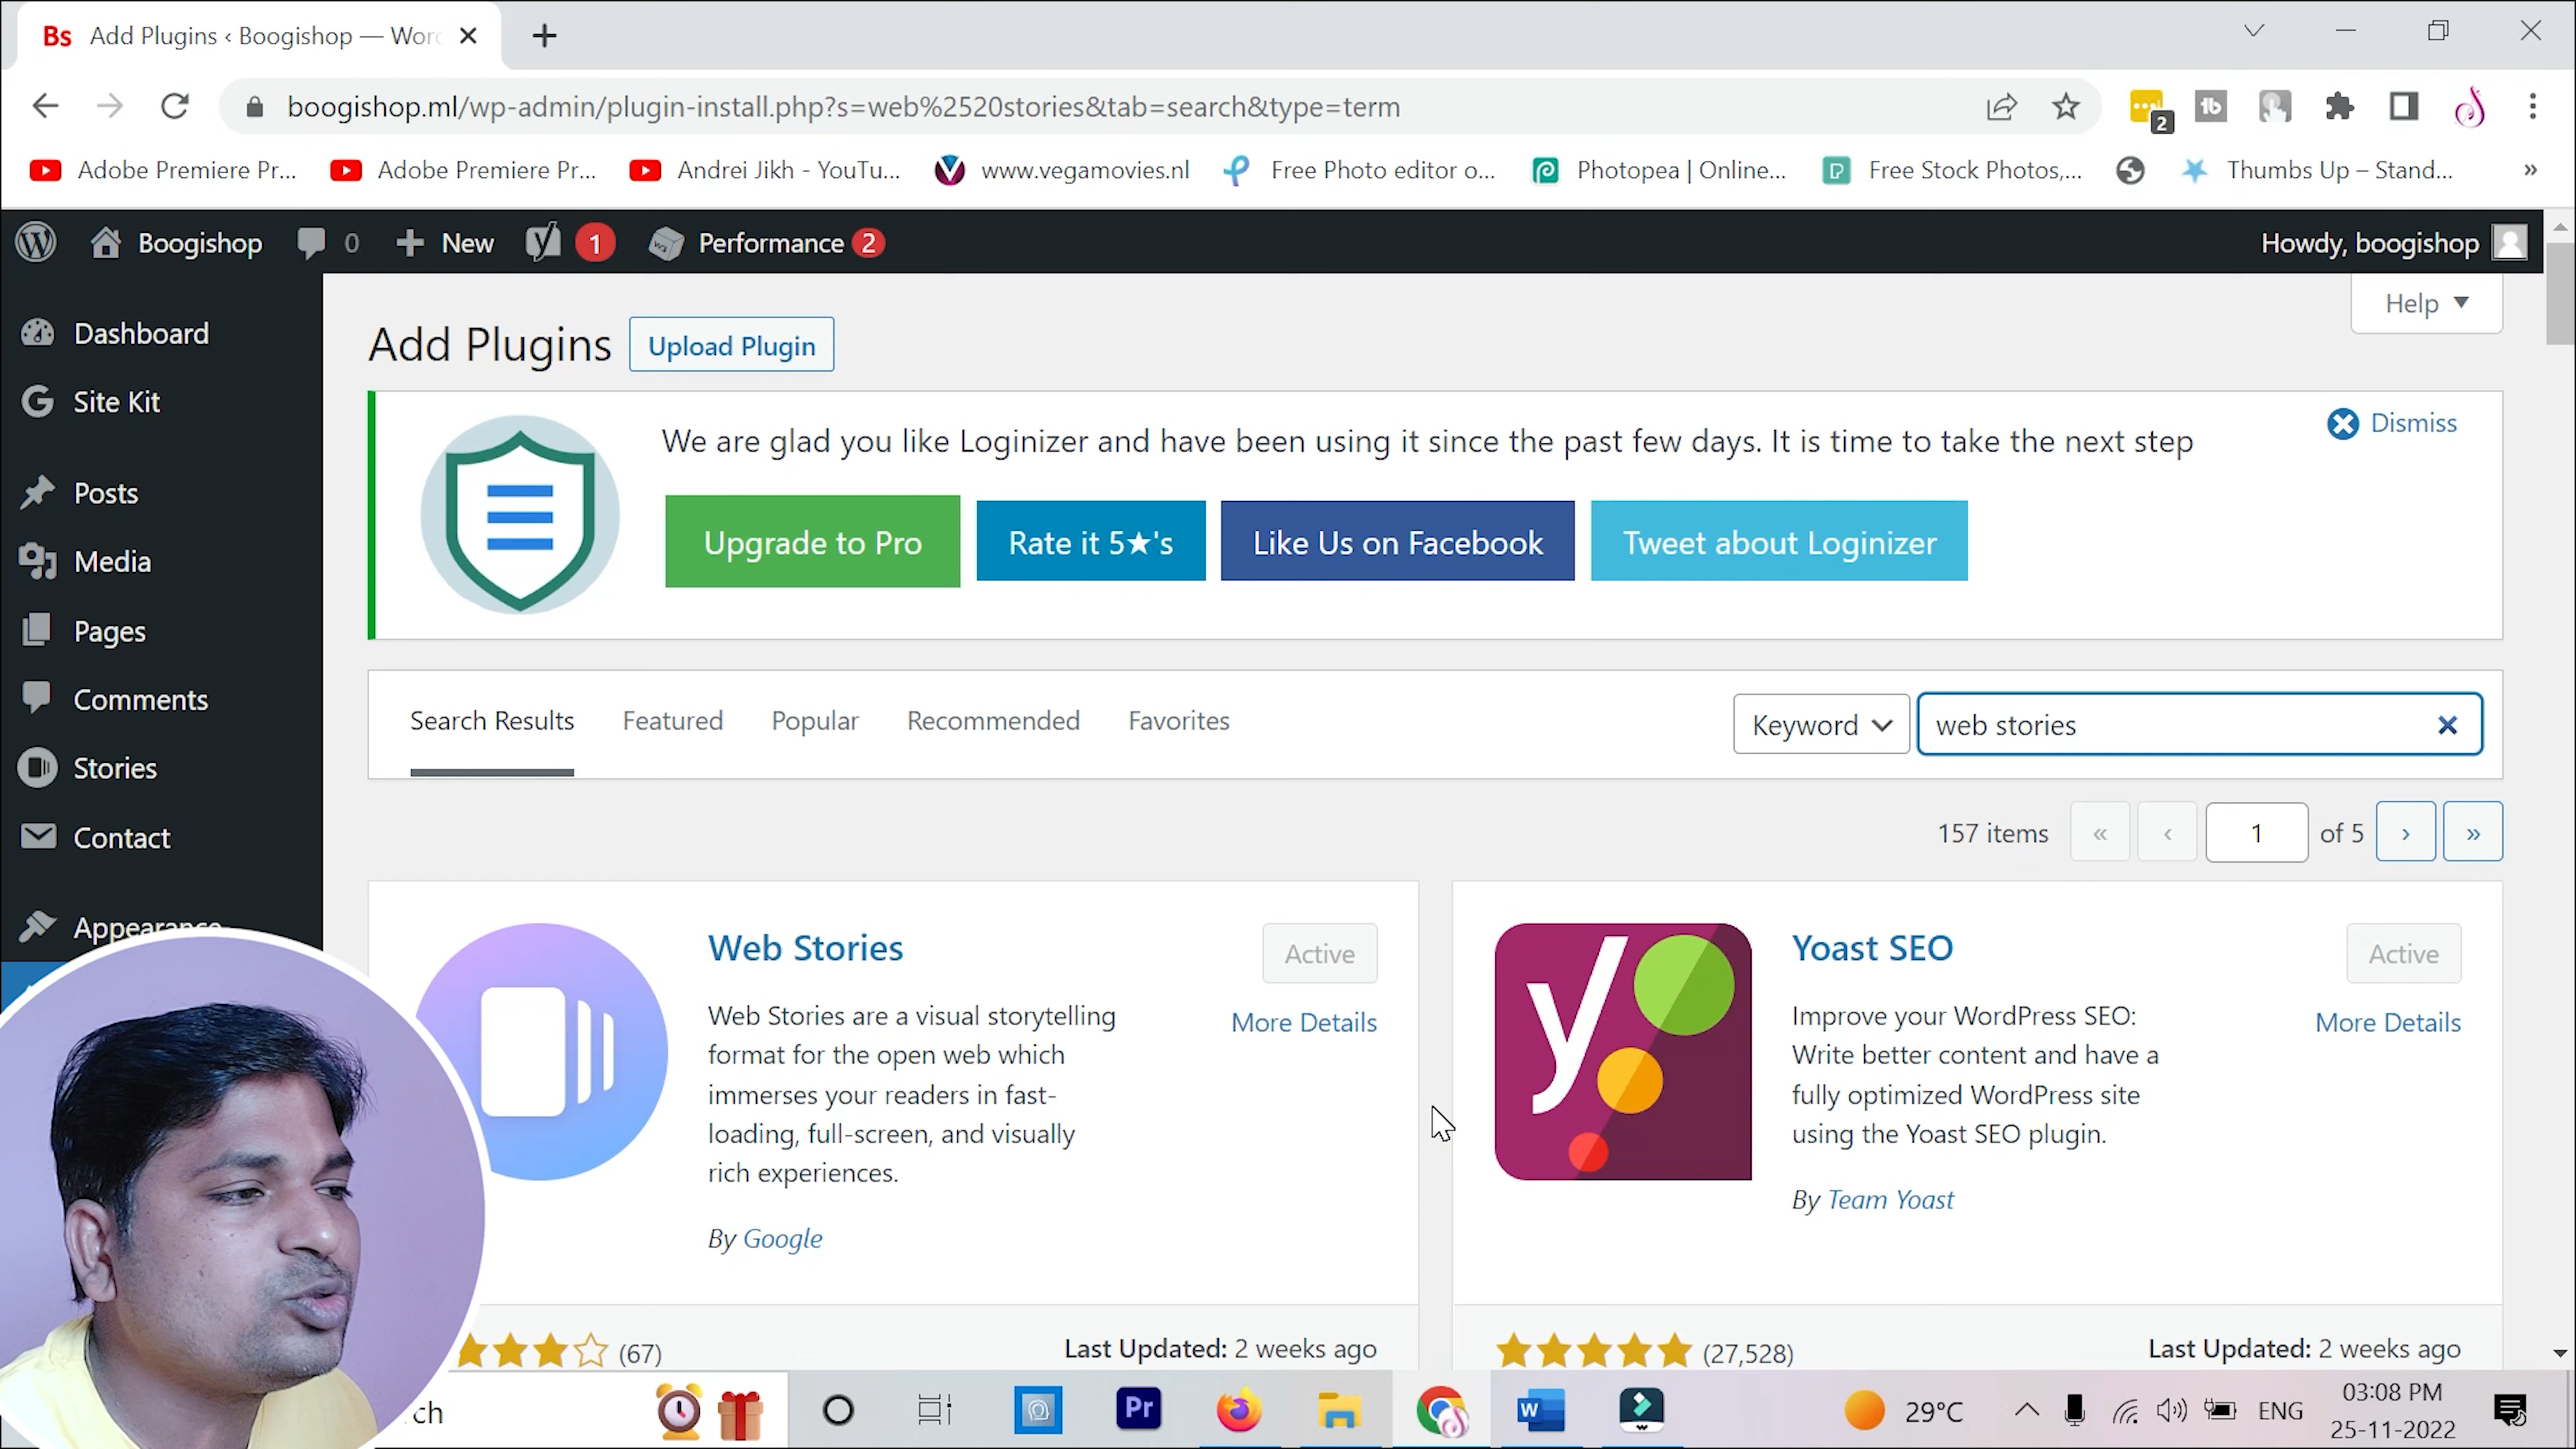 Bs Add Plugins ‹ Boogishop — Wor
boogishop.ml/wp-admin/plugin-install.php?s=web%2520stories&tab=search&type=term
2
Adobe Premiere Pr... Adobe Premiere Pr... Andrei Jikh - YouTu... www.vegamovies.nl Free Photo editor o... Photopea | Online... Free Stock Photos,... Thumbs Up – Stand... »
Boogishop 0 New 1 Performance 2 Howdy, boogishop
Help
Dashboard
Site Kit
Posts
Media
Pages
Comments
Stories
Contact
Appearance
Add Plugins Upload Plugin
We are glad you like Loginizer and have been using it since the past few days. It is time to take the next step
Dismiss
Upgrade to Pro Rate it 5★'s Like Us on Facebook Tweet about Loginizer
Search Results Featured Popular Recommended Favorites Keyword web stories
157 items « ‹ 1 of 5 › »
Web Stories
Active
More Details
Web Stories are a visual storytelling
format for the open web which
immerses your readers in fast-
loading, full-screen, and visually
rich experiences.
By Google
(67)
Last Updated: 2 weeks ago
Yoast SEO
Active
More Details
Improve your WordPress SEO:
Write better content and have a
fully optimized WordPress site
using the Yoast SEO plugin.
By Team Yoast
(27,528)
Last Updated: 2 weeks ago
rch
Pr
W
29°C
ENG
03:08 PM
25-11-2022